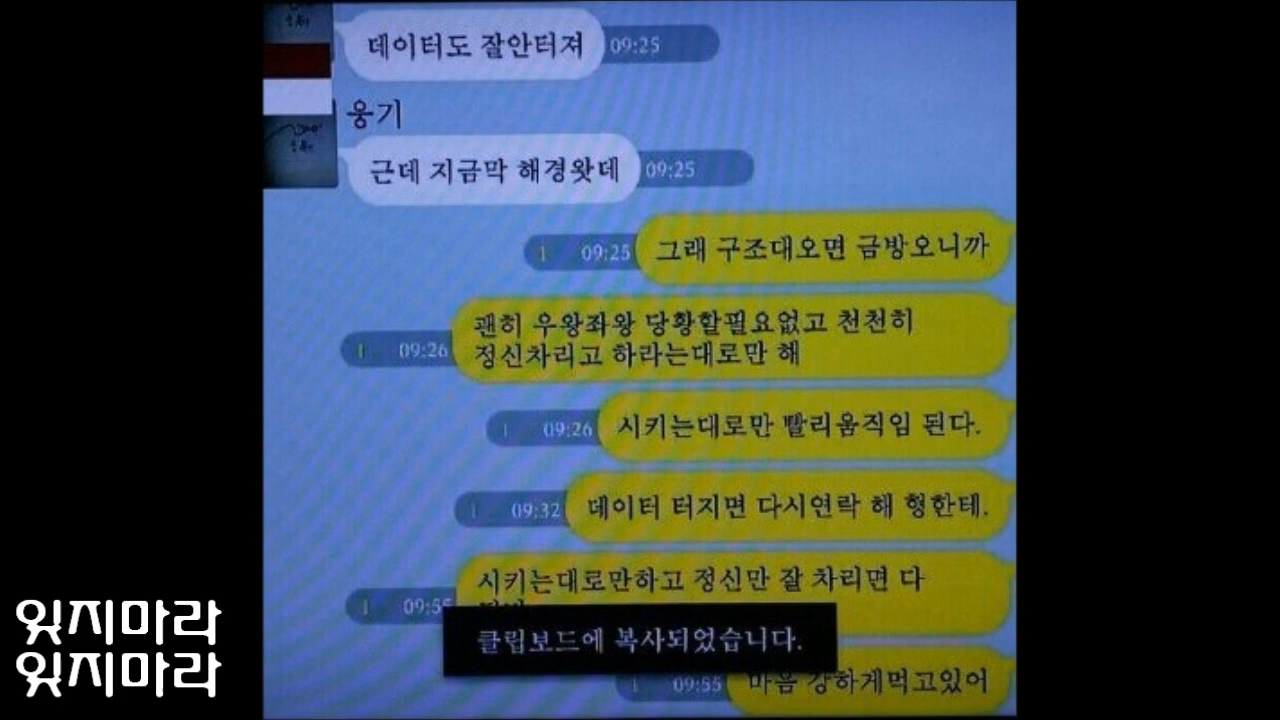 데이터도 잘안터져 09:25
웅기
근데 지금막 해경왓데 09:25
1 09:25 그래 구조대오면 금방오니까
괜히 우왕좌왕 당황할필요없고 천천히
1 09:26 정신차리고 하라는대로만 해
1 09:26 시키는대로만 빨리움직임 된다.
1 09:32 데이터 터지면 다시연락 해 형한테.
시키는대로만하고 정신만 잘 차리면 다
1 09:55
클립보드에 복사되었습니다.
1 09:55 마음 강하게먹고있어
잊지마라
잊지마라